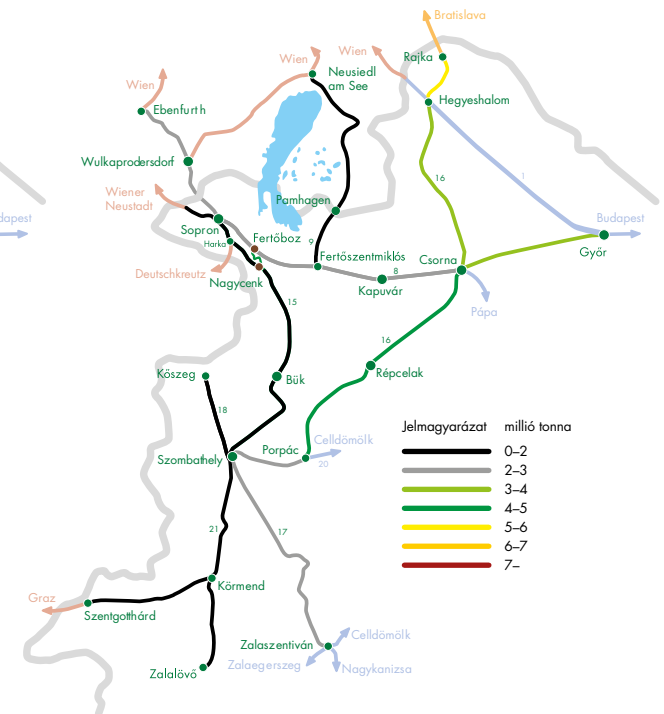 Bratislava
Wien
Wien
Rajka
Neusiedl
am See
Wien
Ebenfurth
Hegyeshalom
Wulkaprodersdorf
16
1
Wiener
Neustadt
Pamhagen
dapest
Budapest
Sopron
Harka
Fertőboz
9
Fertőszentmiklós
Csorna
Győr
Deutschkreutz
8
Nagycenk
Kapuvár
15
Pápa
16
Kőszeg
Bük
Répcelak
18
Jelmagyarázat
millió tonna
0–2
Celldömölk
Porpác
Szombathely
20
2–3
3–4
4–5
21
17
5–6
6–7
7–
Körmend
Graz
Szentgotthárd
Celldömölk
Zalaszentiván
Zalaegerszeg
Nagykanizsa
Zalalövő